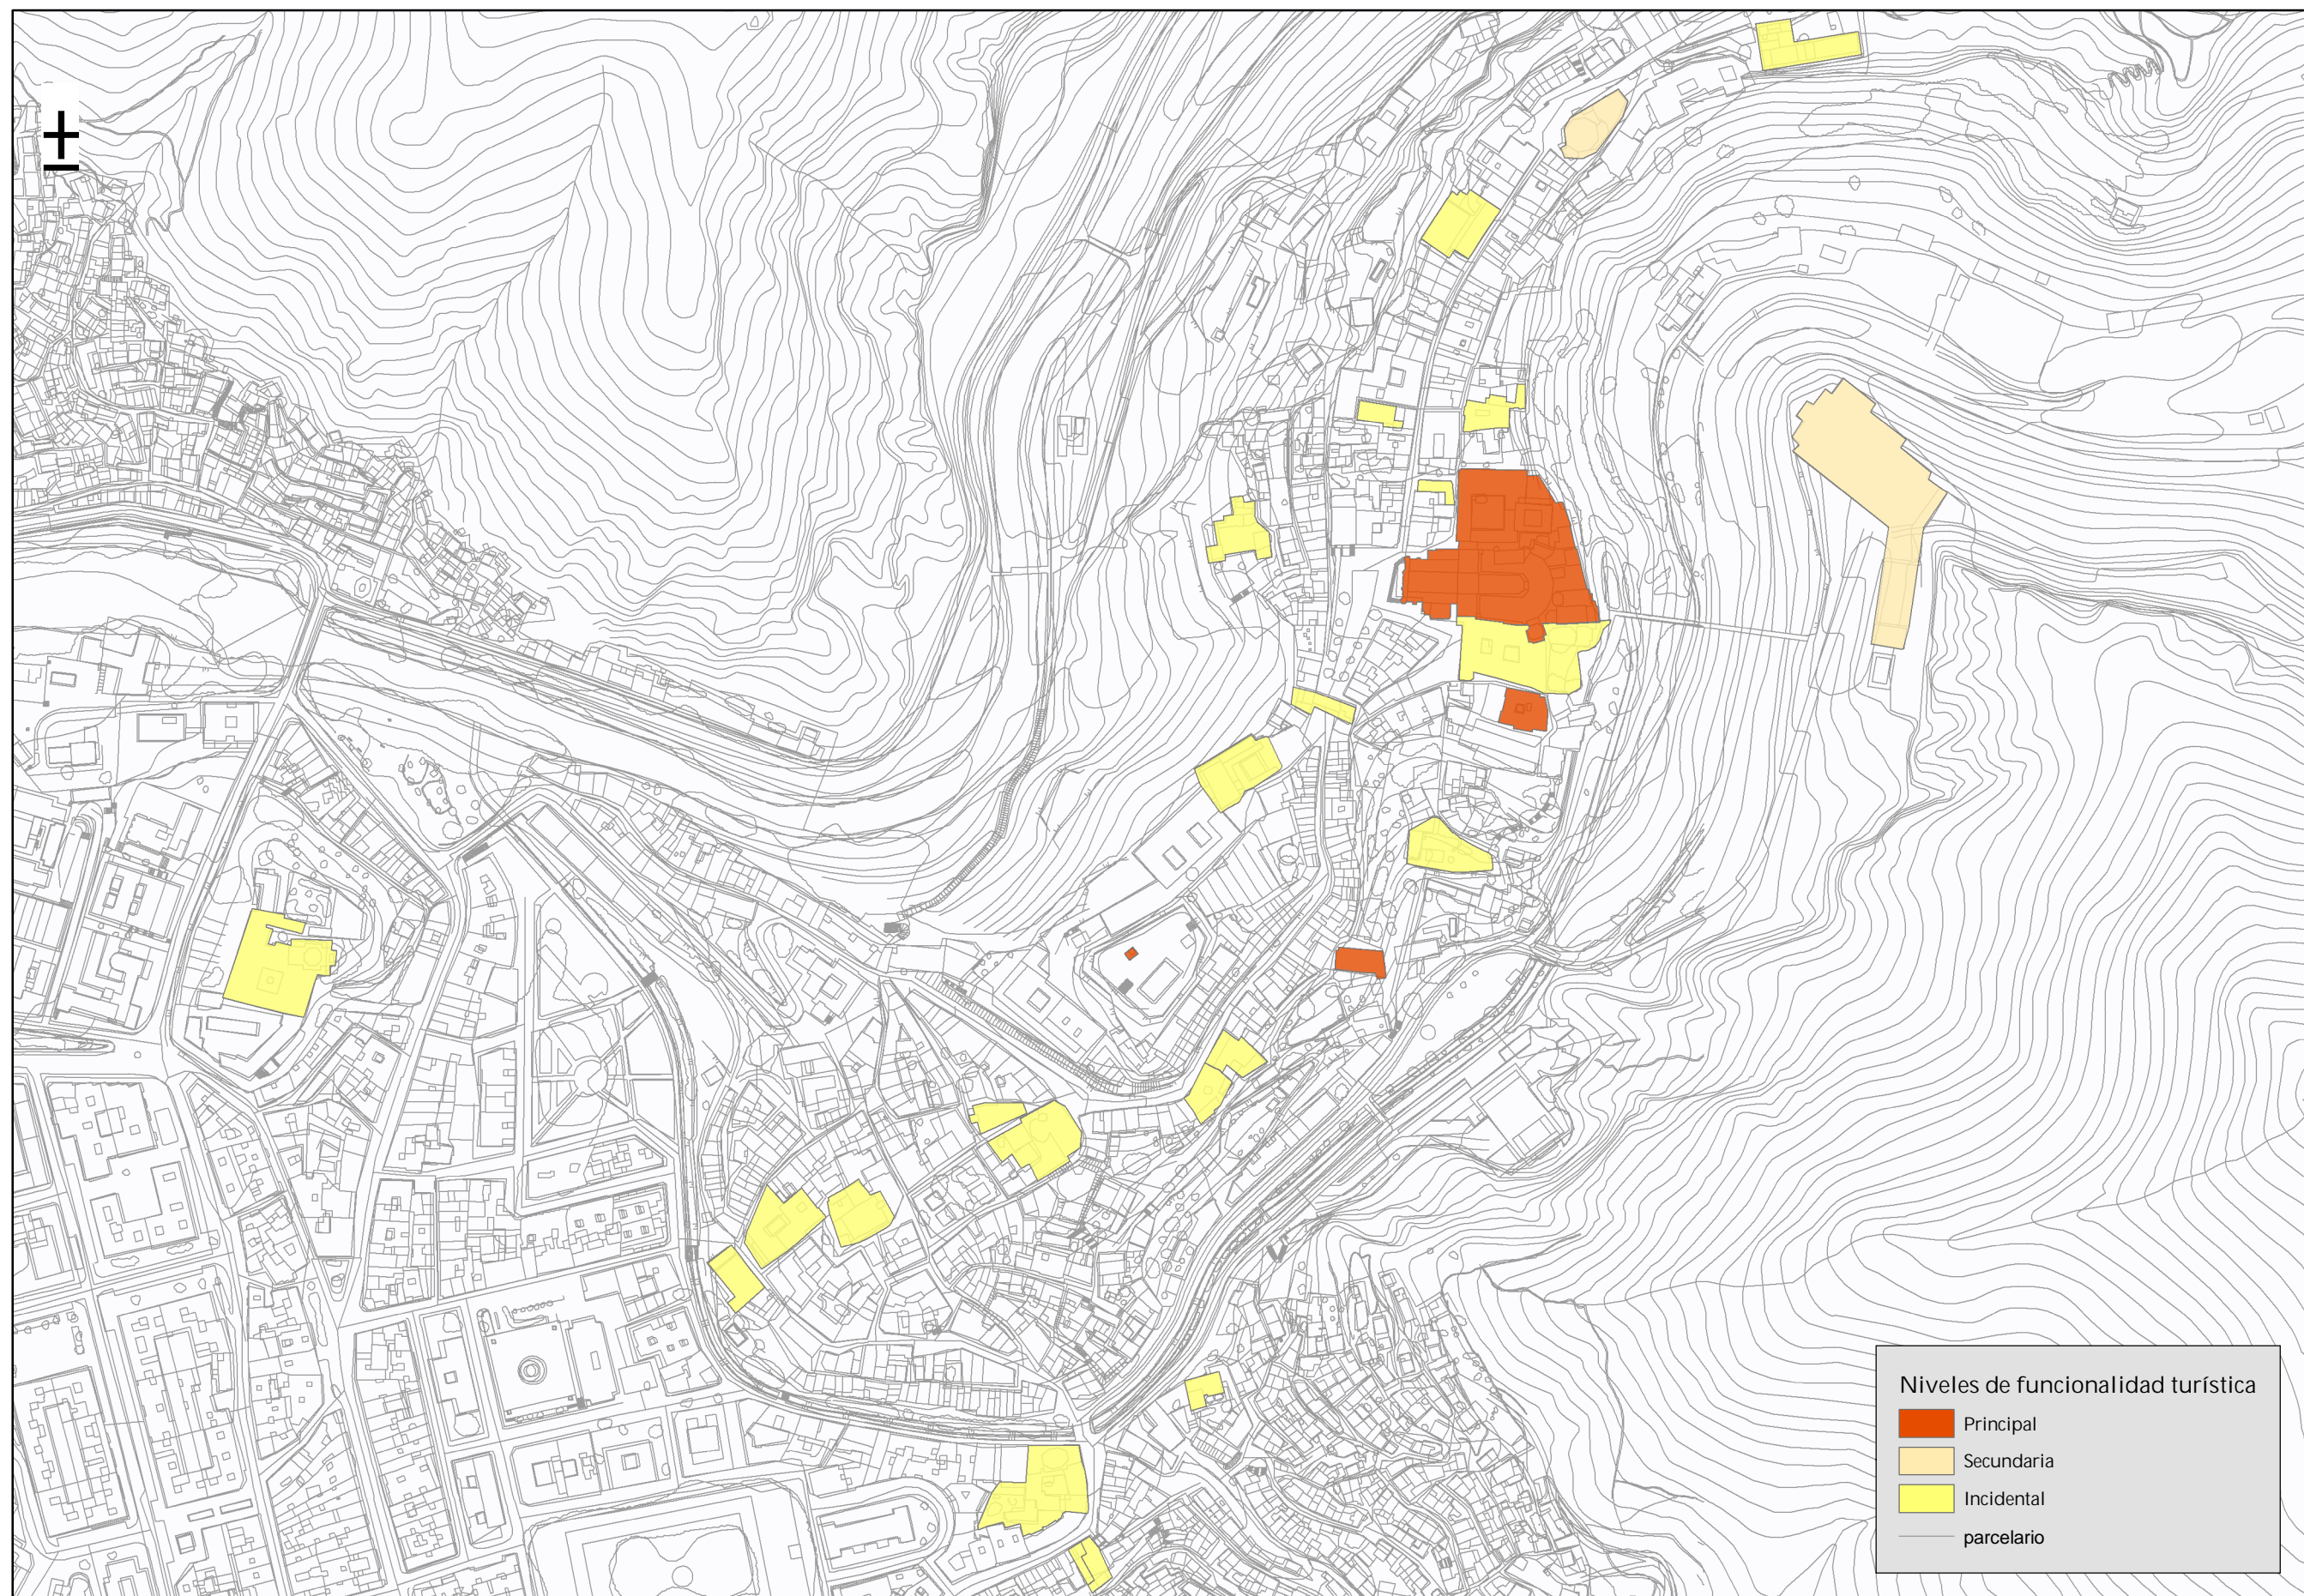 ±
Niveles de funcionalidad turística
Principal
Secundaria
Incidental
parcelario